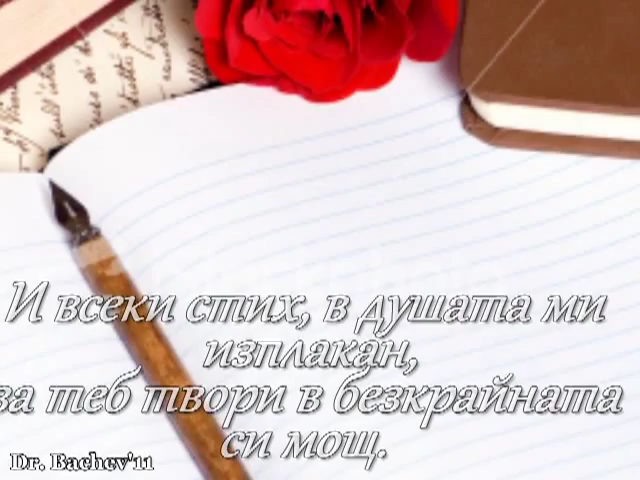 И всеки стих, в душата ми
изплакан,
за теб твори в безкрайната
си мощ.
Dr. Bachev'11